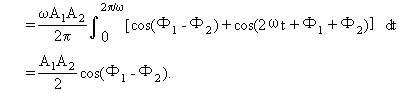 =ωA₁A₂/2π ∫₀^2π/ω [cos(Φ₁-Φ₂)+cos(2ωt+Φ₁+Φ₂)] dt
=A₁A₂/2 cos(Φ₁-Φ₂).